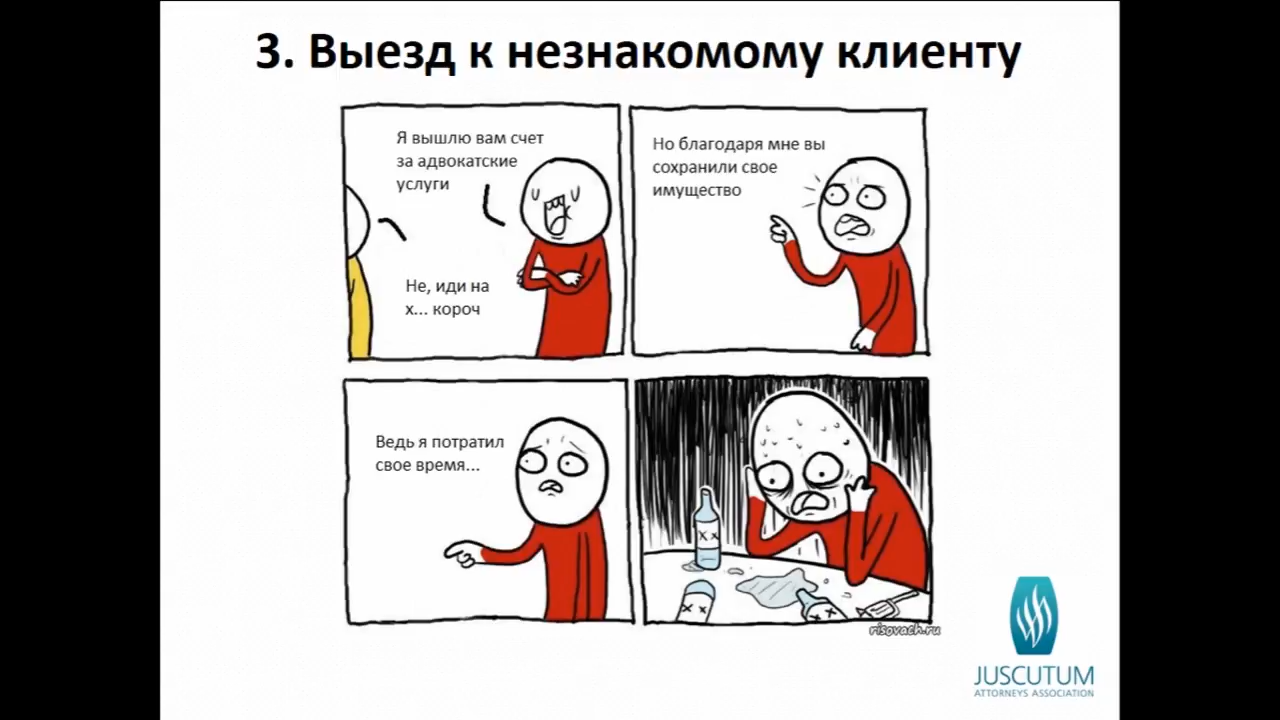 3. Выезд к незнакомому клиенту
Я вышлю вам счет
за адвокатские
услуги
Не, иди на
х... короч
Но благодаря мне вы
сохранили свое
имущество
Ведь я потратил
свое время...
x x
x x
x x
risovach.ru
JUSCUTUM
ATTORNEYS ASSOCIATION